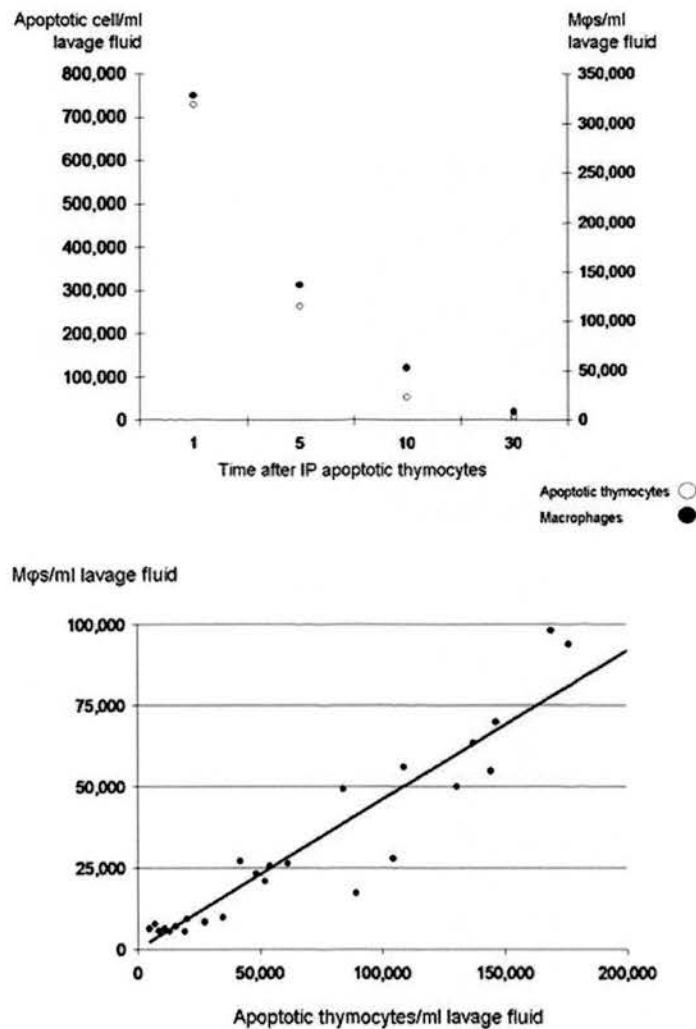 Apoptotic cell/ml
lavage fluid
Mφs/ml
lavage fluid
800,000
700,000
600,000
500,000
400,000
300,000
200,000
100,000
0
350,000
300,000
250,000
200,000
150,000
100,000
50,000
0
1 5 10 30
Time after IP apoptotic thymocytes
Apoptotic thymocytes
Macrophages
Mφs/ml lavage fluid
100,000
75,000
50,000
25,000
0
0 50,000 100,000 150,000 200,000
Apoptotic thymocytes/ml lavage fluid